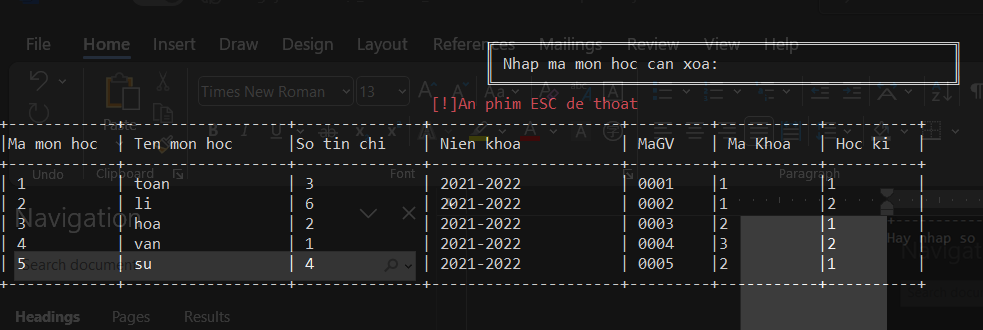 File Home Insert Draw Design Layout References Mailings Review View Help
Nhap ma mon hoc can xoa:
Times New Roman 13
[!]An phim ESC de thoat
Paste
Ma mon hoc Ten mon hoc So tin chi Nien khoa MaGV Ma Khoa Hoc ki
Undo Clipboard Font Paragraph
1 toan 3 2021-2022 0001 1 1
2 li 6 2021-2022 0002 1 2
Navigation
3 hoa 2 2021-2022 0003 2 1
4 van 1 2021-2022 0004 3 2
Hay nhap so
5 su 4 2021-2022 0005 2 1
Search document
Headings Pages Results